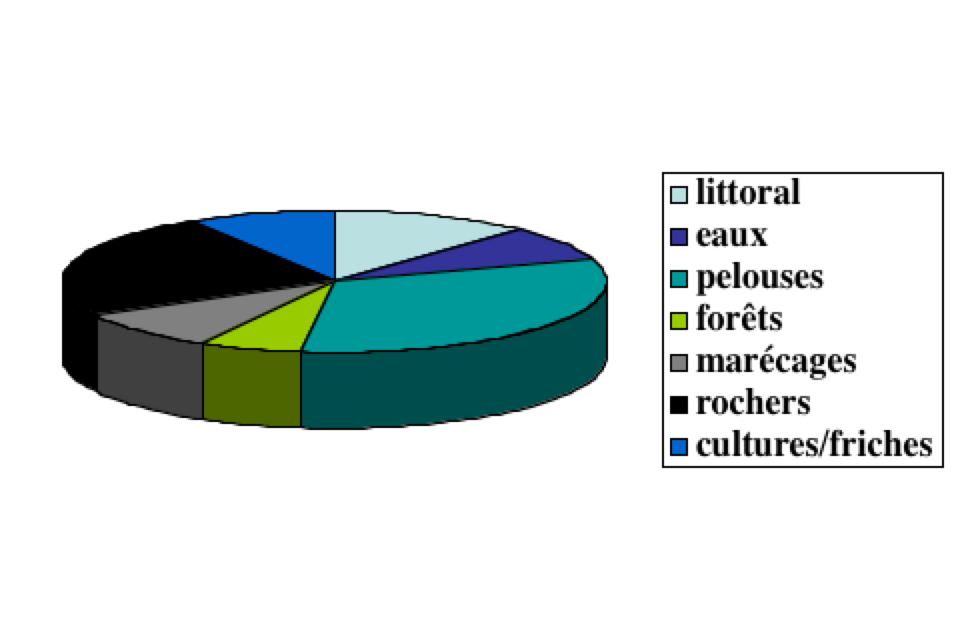 littoral
eaux
pelouses
forêts
marécages
rochers
cultures/friches